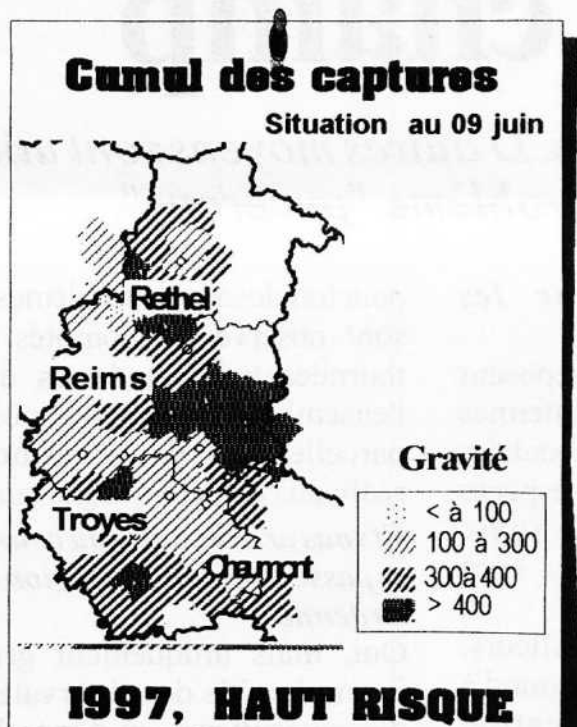 Cumul des captures
Situation au 09 juin
Rethel
Reims
Troyes
Chaumont
Gravité
< à 100
100 à 300
300 à 400
> 400
1997, HAUT RISQUE